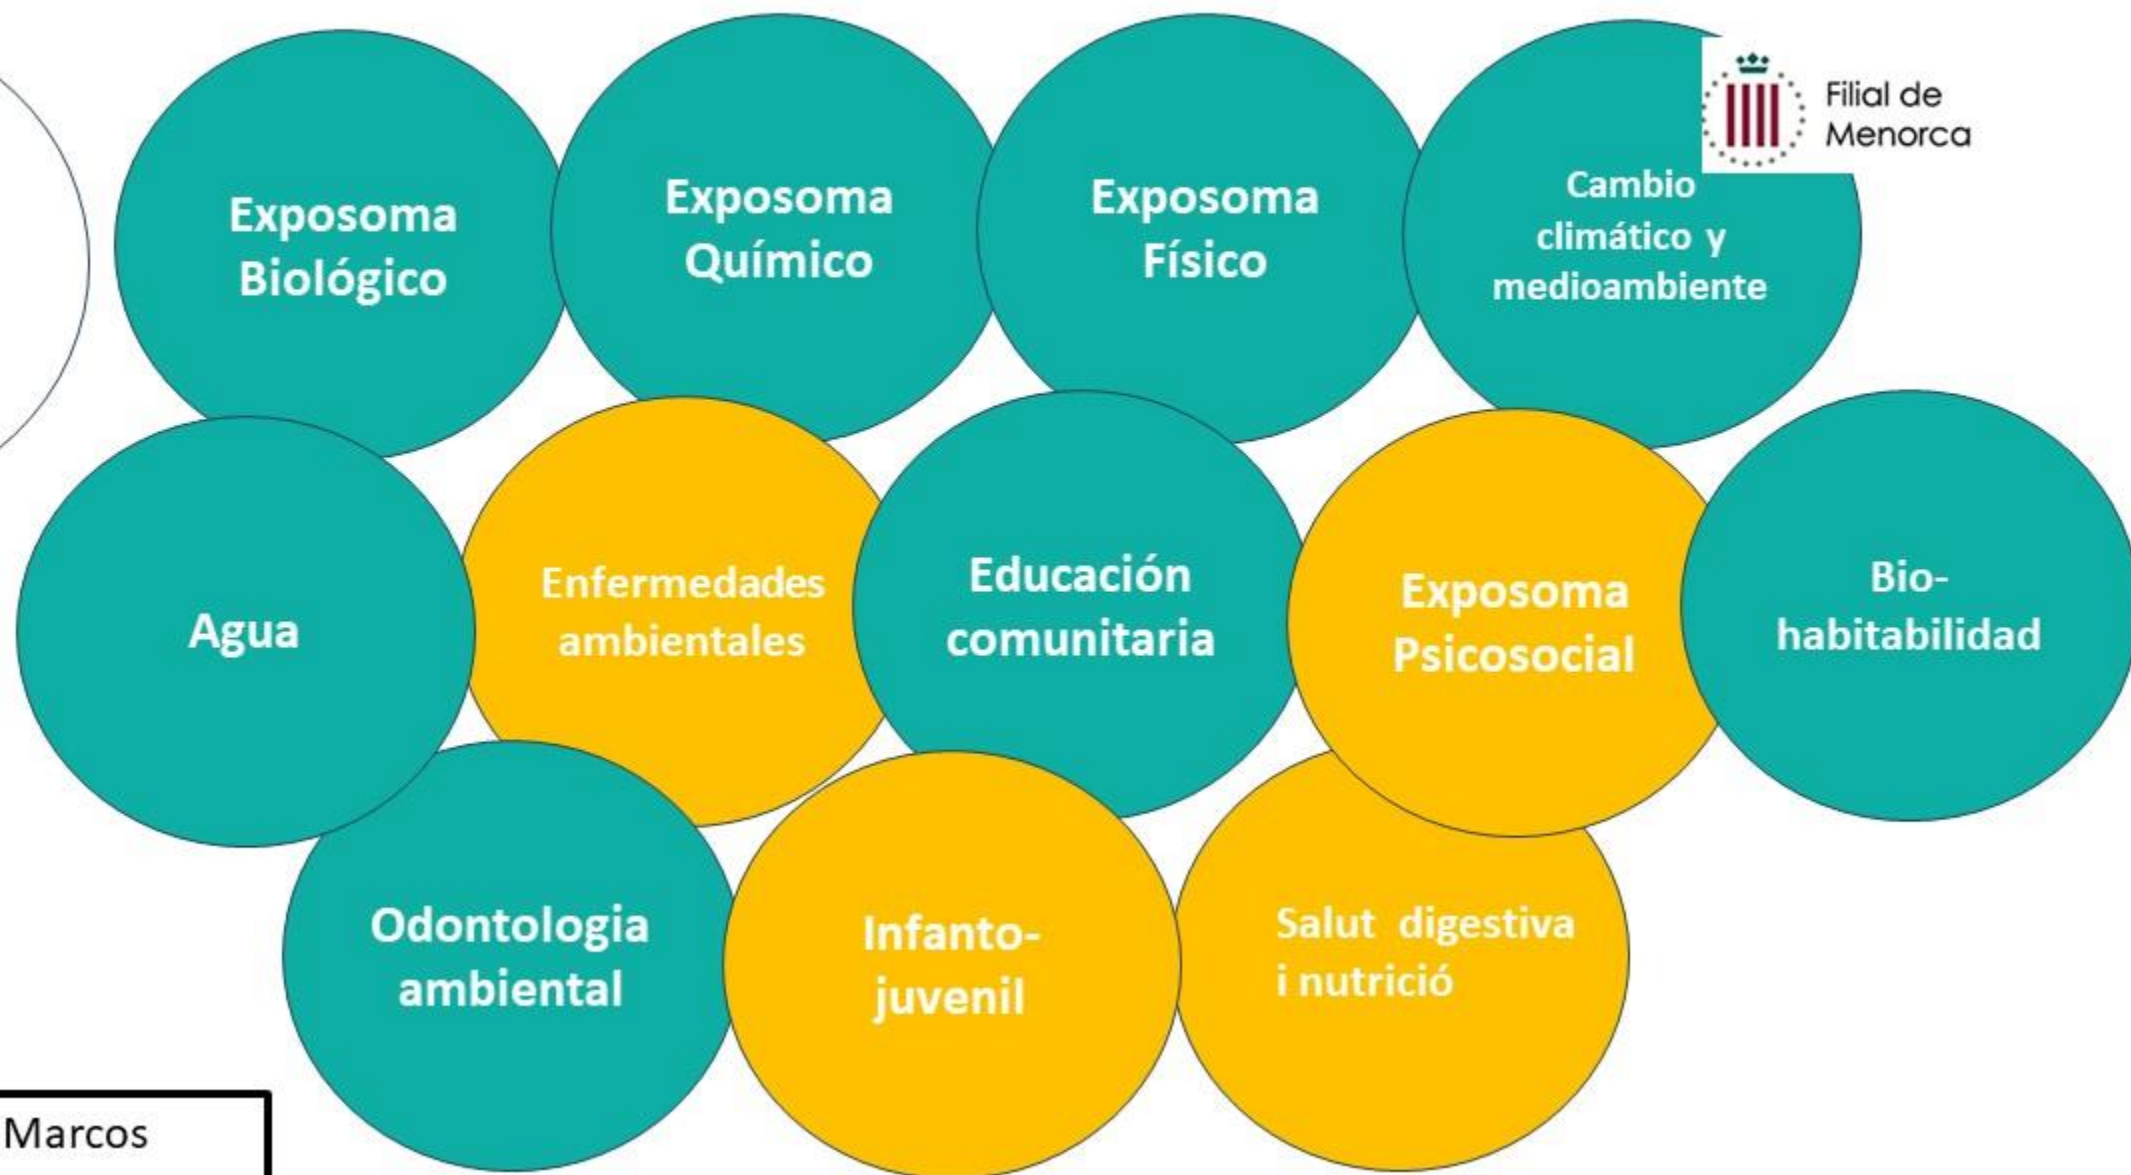 Exposoma
Biológico
Exposoma
Químico
Exposoma
Físico
Cambio
climático y
medioambiente
Filial de
Menorca
Agua
Enfermedades
ambientales
Educación
comunitaria
Exposoma
Psicosocial
Bio-
habitabilidad
Odontologia
ambiental
Infanto-
juvenil
Salut digestiva
i nutrició
Marcos